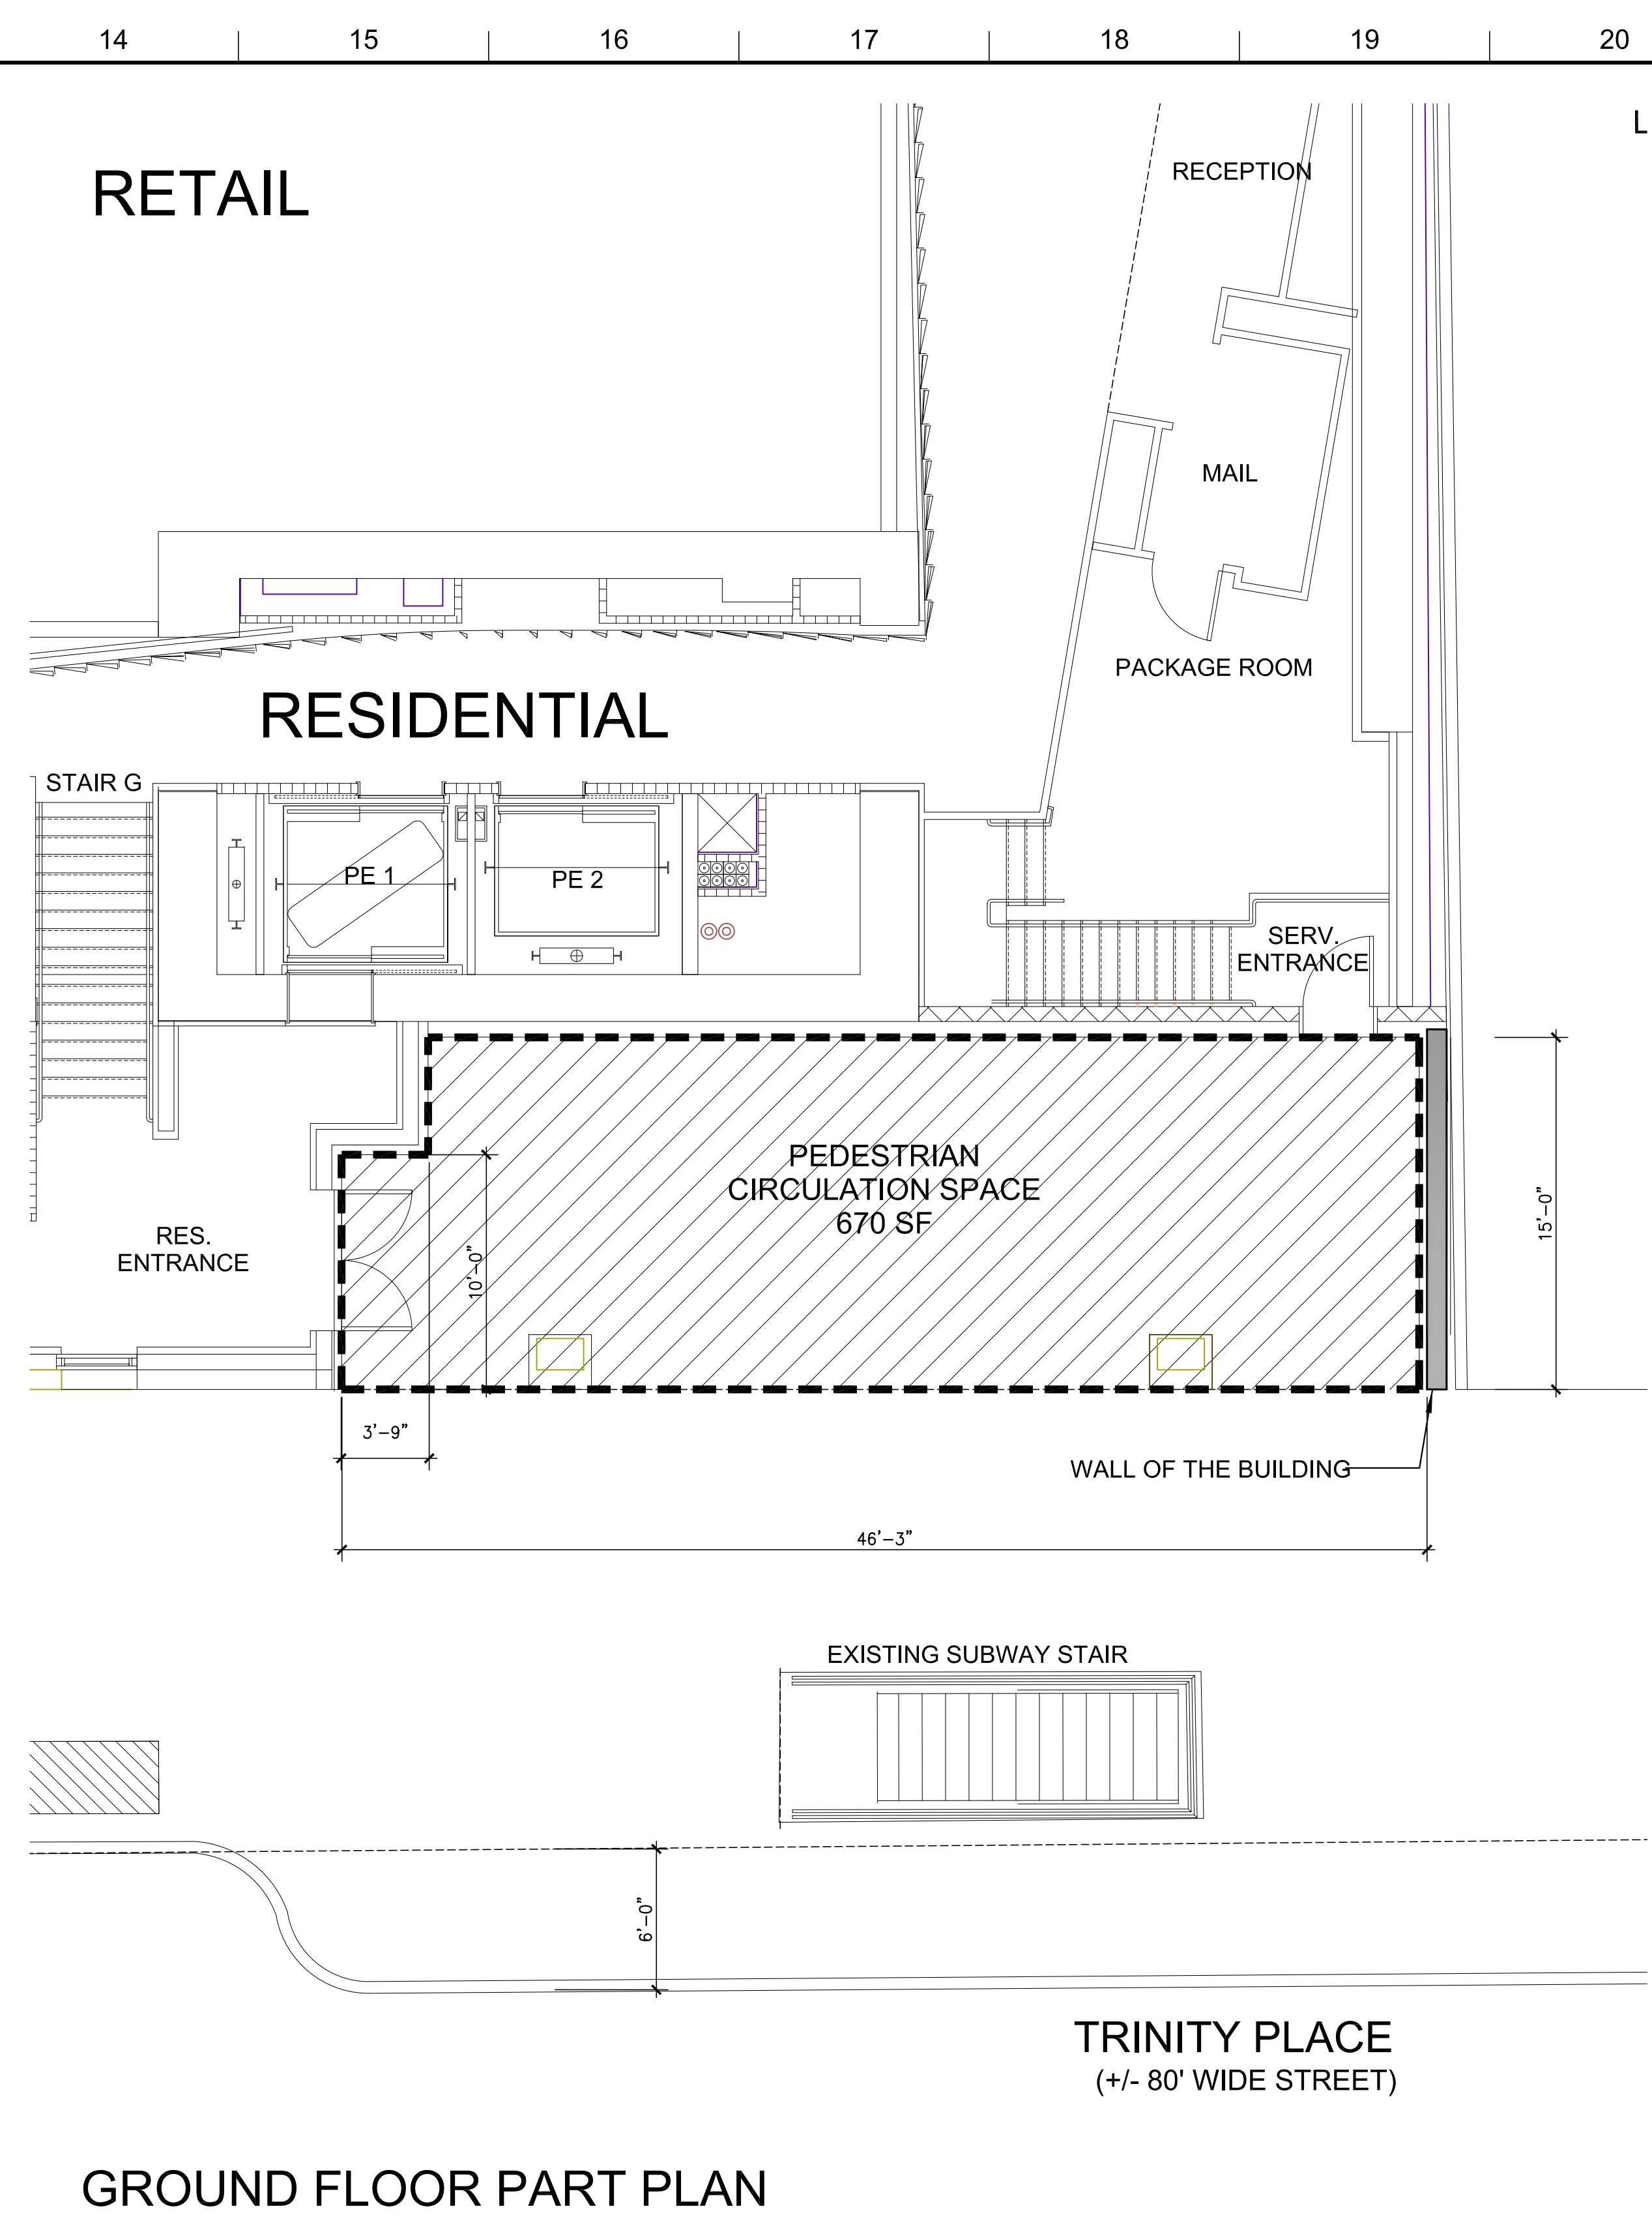 14
15
16
17
18
19
20
L
RETAIL
RECEPTION
MAIL
PACKAGE ROOM
RESIDENTIAL
STAIR G
PE 1
PE 2
SERV.
ENTRANCE
PEDESTRIAN
CIRCULATION SPACE
670 SF
15’–0”
10’–0”
RES.
ENTRANCE
3’–9”
WALL OF THE BUILDING
46’–3”
EXISTING SUBWAY STAIR
6’–0”
TRINITY PLACE
(+/- 80' WIDE STREET)
GROUND FLOOR PART PLAN